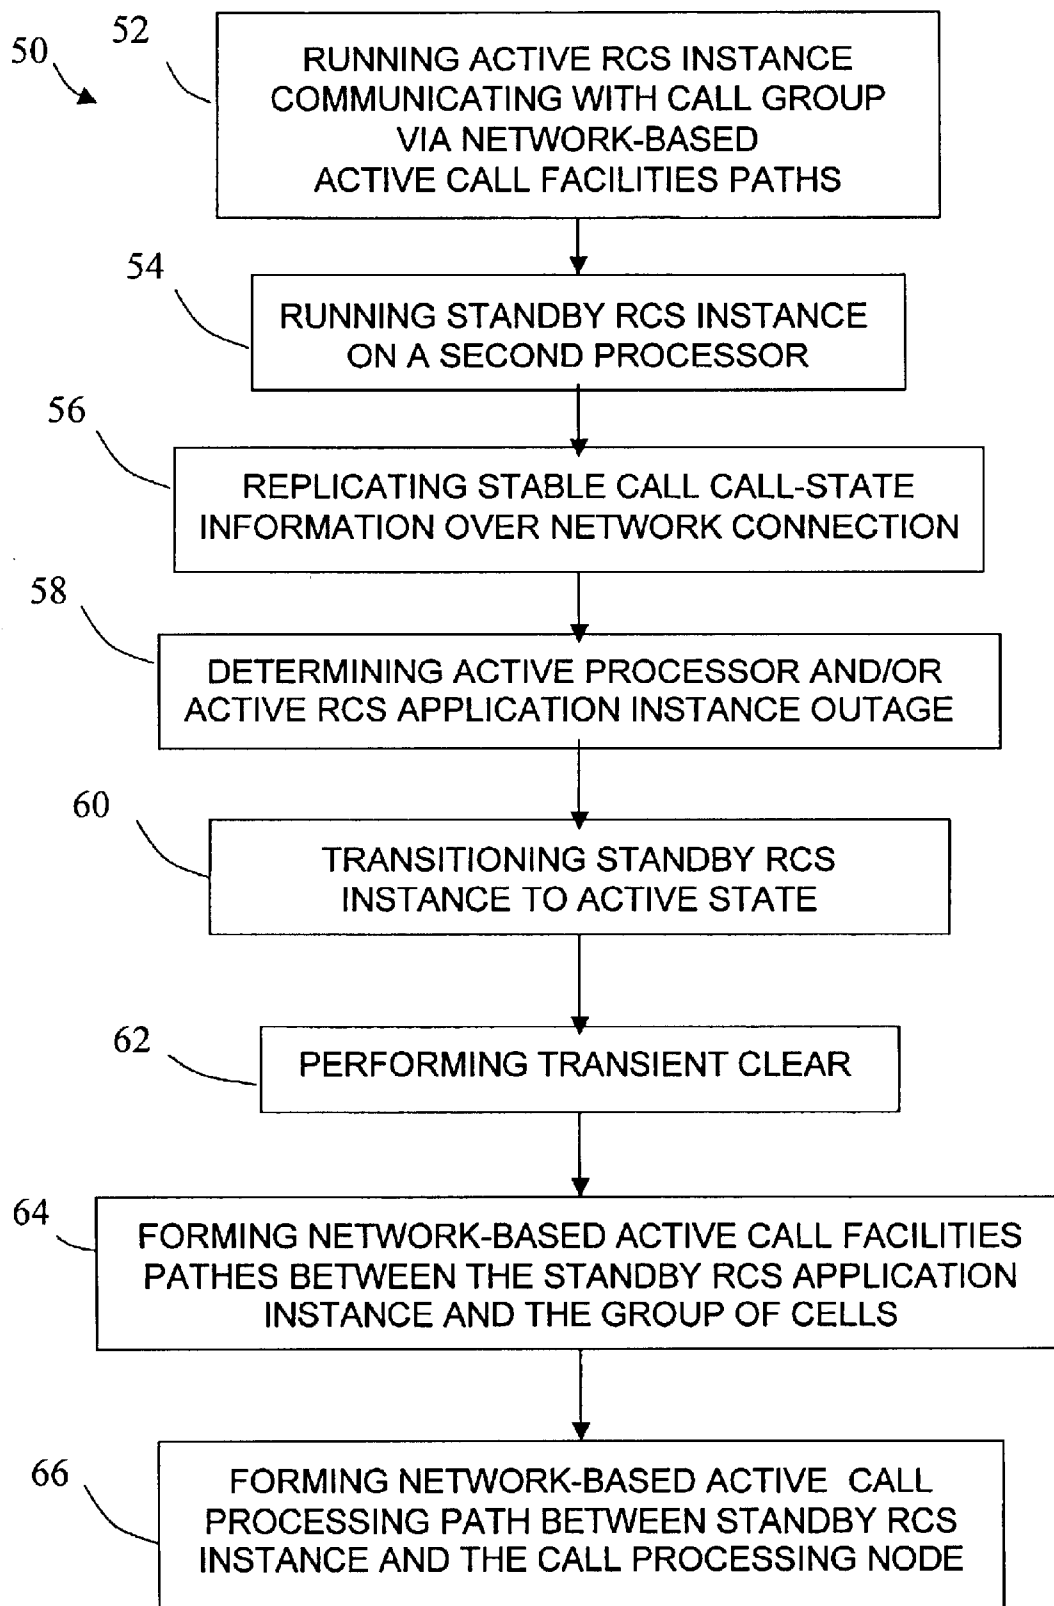 50
52
RUNNING ACTIVE RCS INSTANCE
COMMUNICATING WITH CALL GROUP
VIA NETWORK-BASED
ACTIVE CALL FACILITIES PATHS
54
RUNNING STANDBY RCS INSTANCE
ON A SECOND PROCESSOR
56
REPLICATING STABLE CALL CALL-STATE
INFORMATION OVER NETWORK CONNECTION
58
DETERMINING ACTIVE PROCESSOR AND/OR
ACTIVE RCS APPLICATION INSTANCE OUTAGE
60
TRANSITIONING STANDBY RCS
INSTANCE TO ACTIVE STATE
62
PERFORMING TRANSIENT CLEAR
64
FORMING NETWORK-BASED ACTIVE CALL FACILITIES
PATHES BETWEEN THE STANDBY RCS APPLICATION
INSTANCE AND THE GROUP OF CELLS
66
FORMING NETWORK-BASED ACTIVE CALL
PROCESSING PATH BETWEEN STANDBY RCS
INSTANCE AND THE CALL PROCESSING NODE